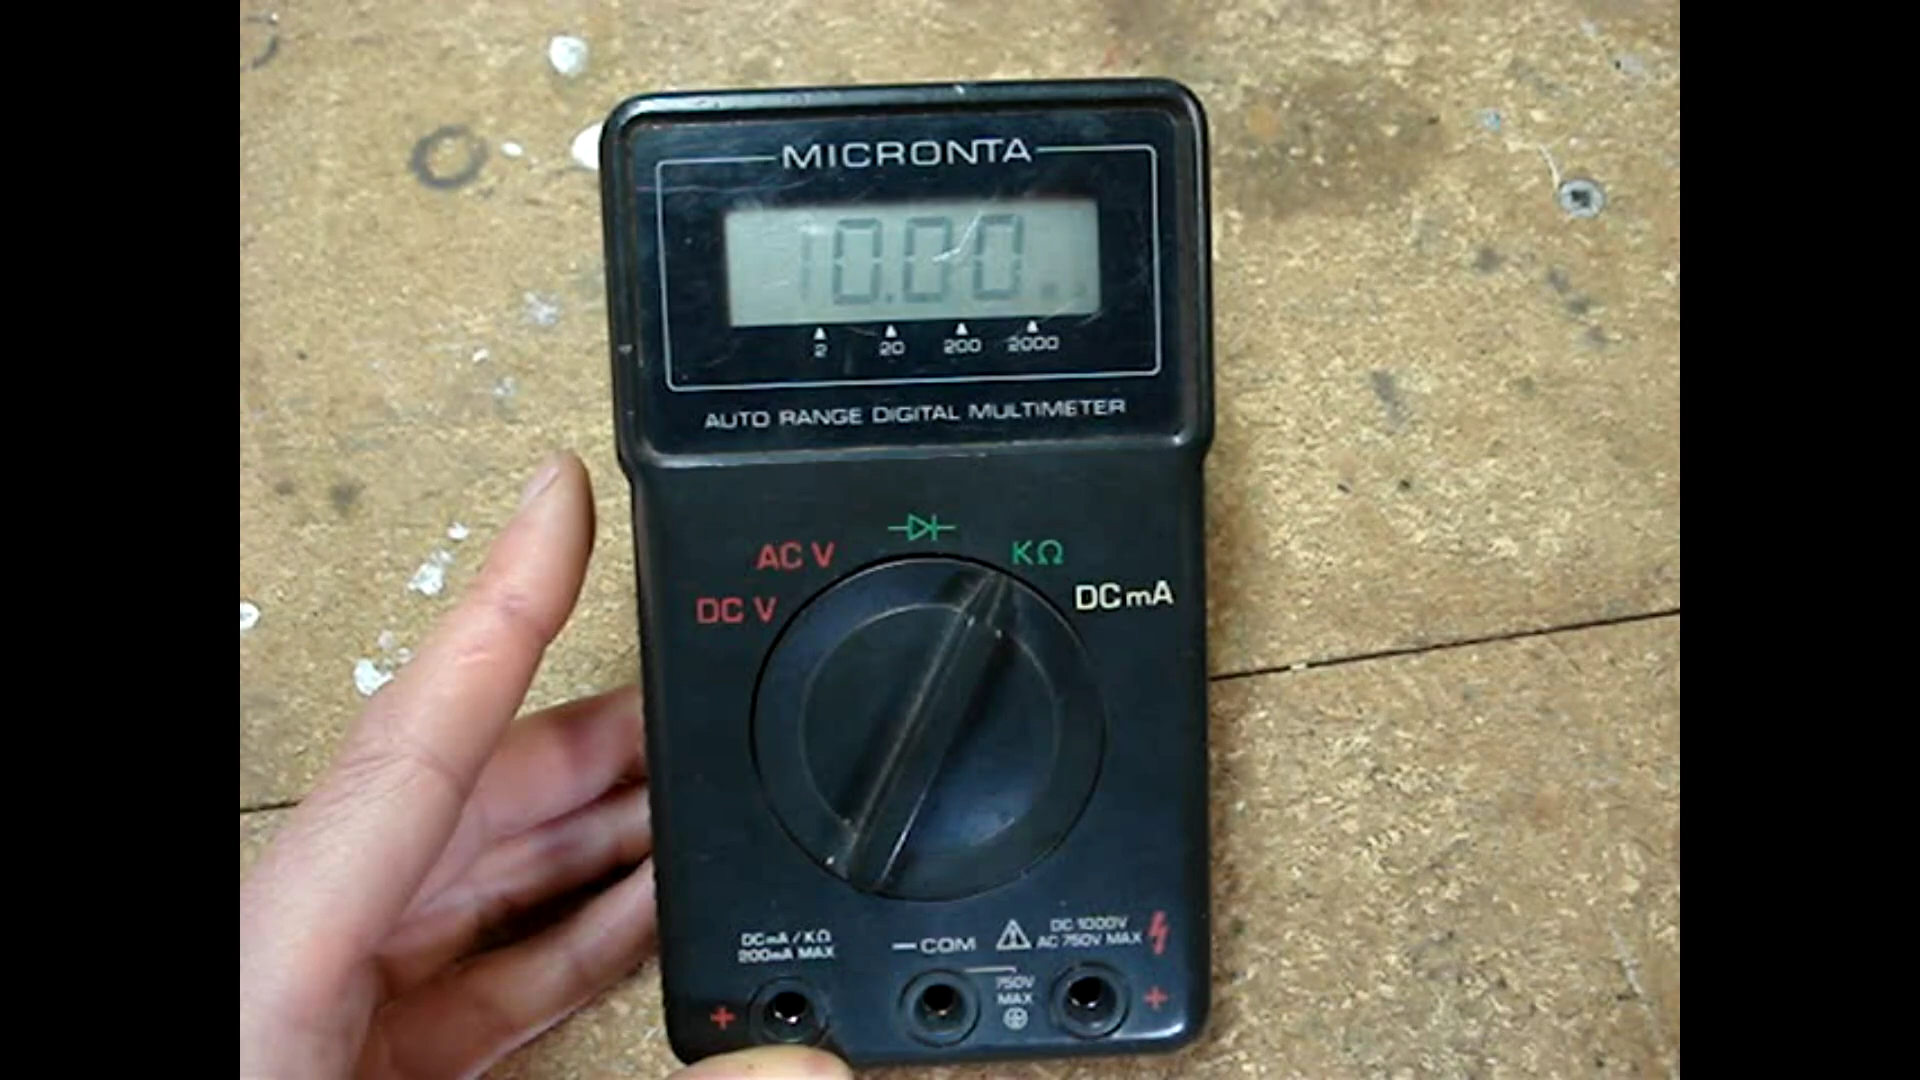 MICRONTA
10.00
2 20 200 2000
AUTO RANGE DIGITAL MULTIMETER
KΩ
AC V
DC mA
DC V
DC mA / KΩ
200mA MAX
— COM
DC 1000V
AC 750V MAX
750V
MAX
+ +